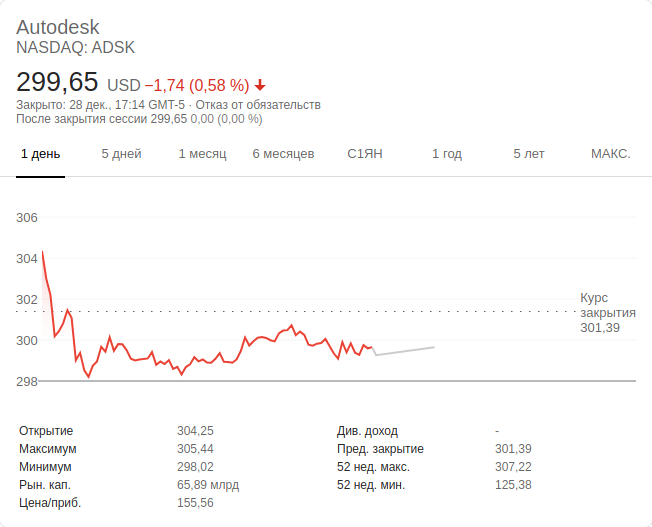 Autodesk
NASDAQ: ADSK
299,65 USD −1,74 (0,58 %)
Закрыто: 28 дек., 17:14 GMT-5 · Отказ от обязательств
После закрытия сессии 299,65 0,00 (0,00 %)
1 день 5 дней 1 месяц 6 месяцев С1ЯН 1 год 5 лет МАКС.
306
304
302
300
298
Курс
закрытия
301,39
Открытие 304,25 Див. доход -
Максимум 305,44 Пред. закрытие 301,39
Минимум 298,02 52 нед. макс. 307,22
Рын. кап. 65,89 млрд 52 нед. мин. 125,38
Цена/приб. 155,56